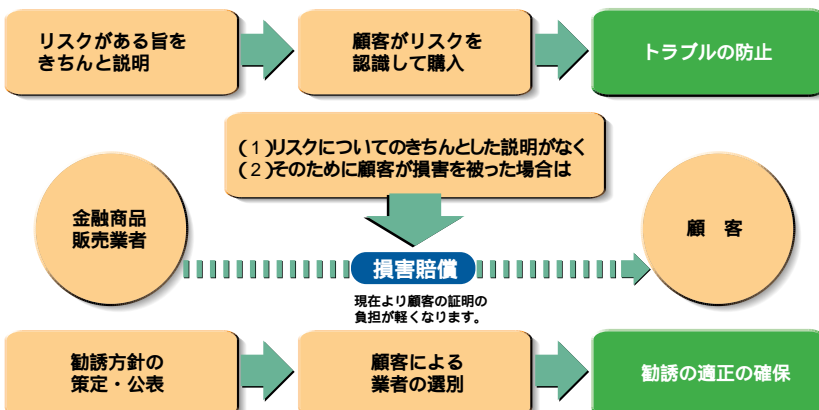 リスクがある旨を
きちんと説明
顧客がリスクを
認識して購入
トラブルの防止
(1)リスクについてのきちんとした説明がなく
(2)そのために顧客が損害を被った場合は
金融商品
販売業者
顧 客
損害賠償
現在より顧客の証明の
負担が軽くなります。
勧誘方針の
策定・公表
顧客による
業者の選別
勧誘の適正の確保